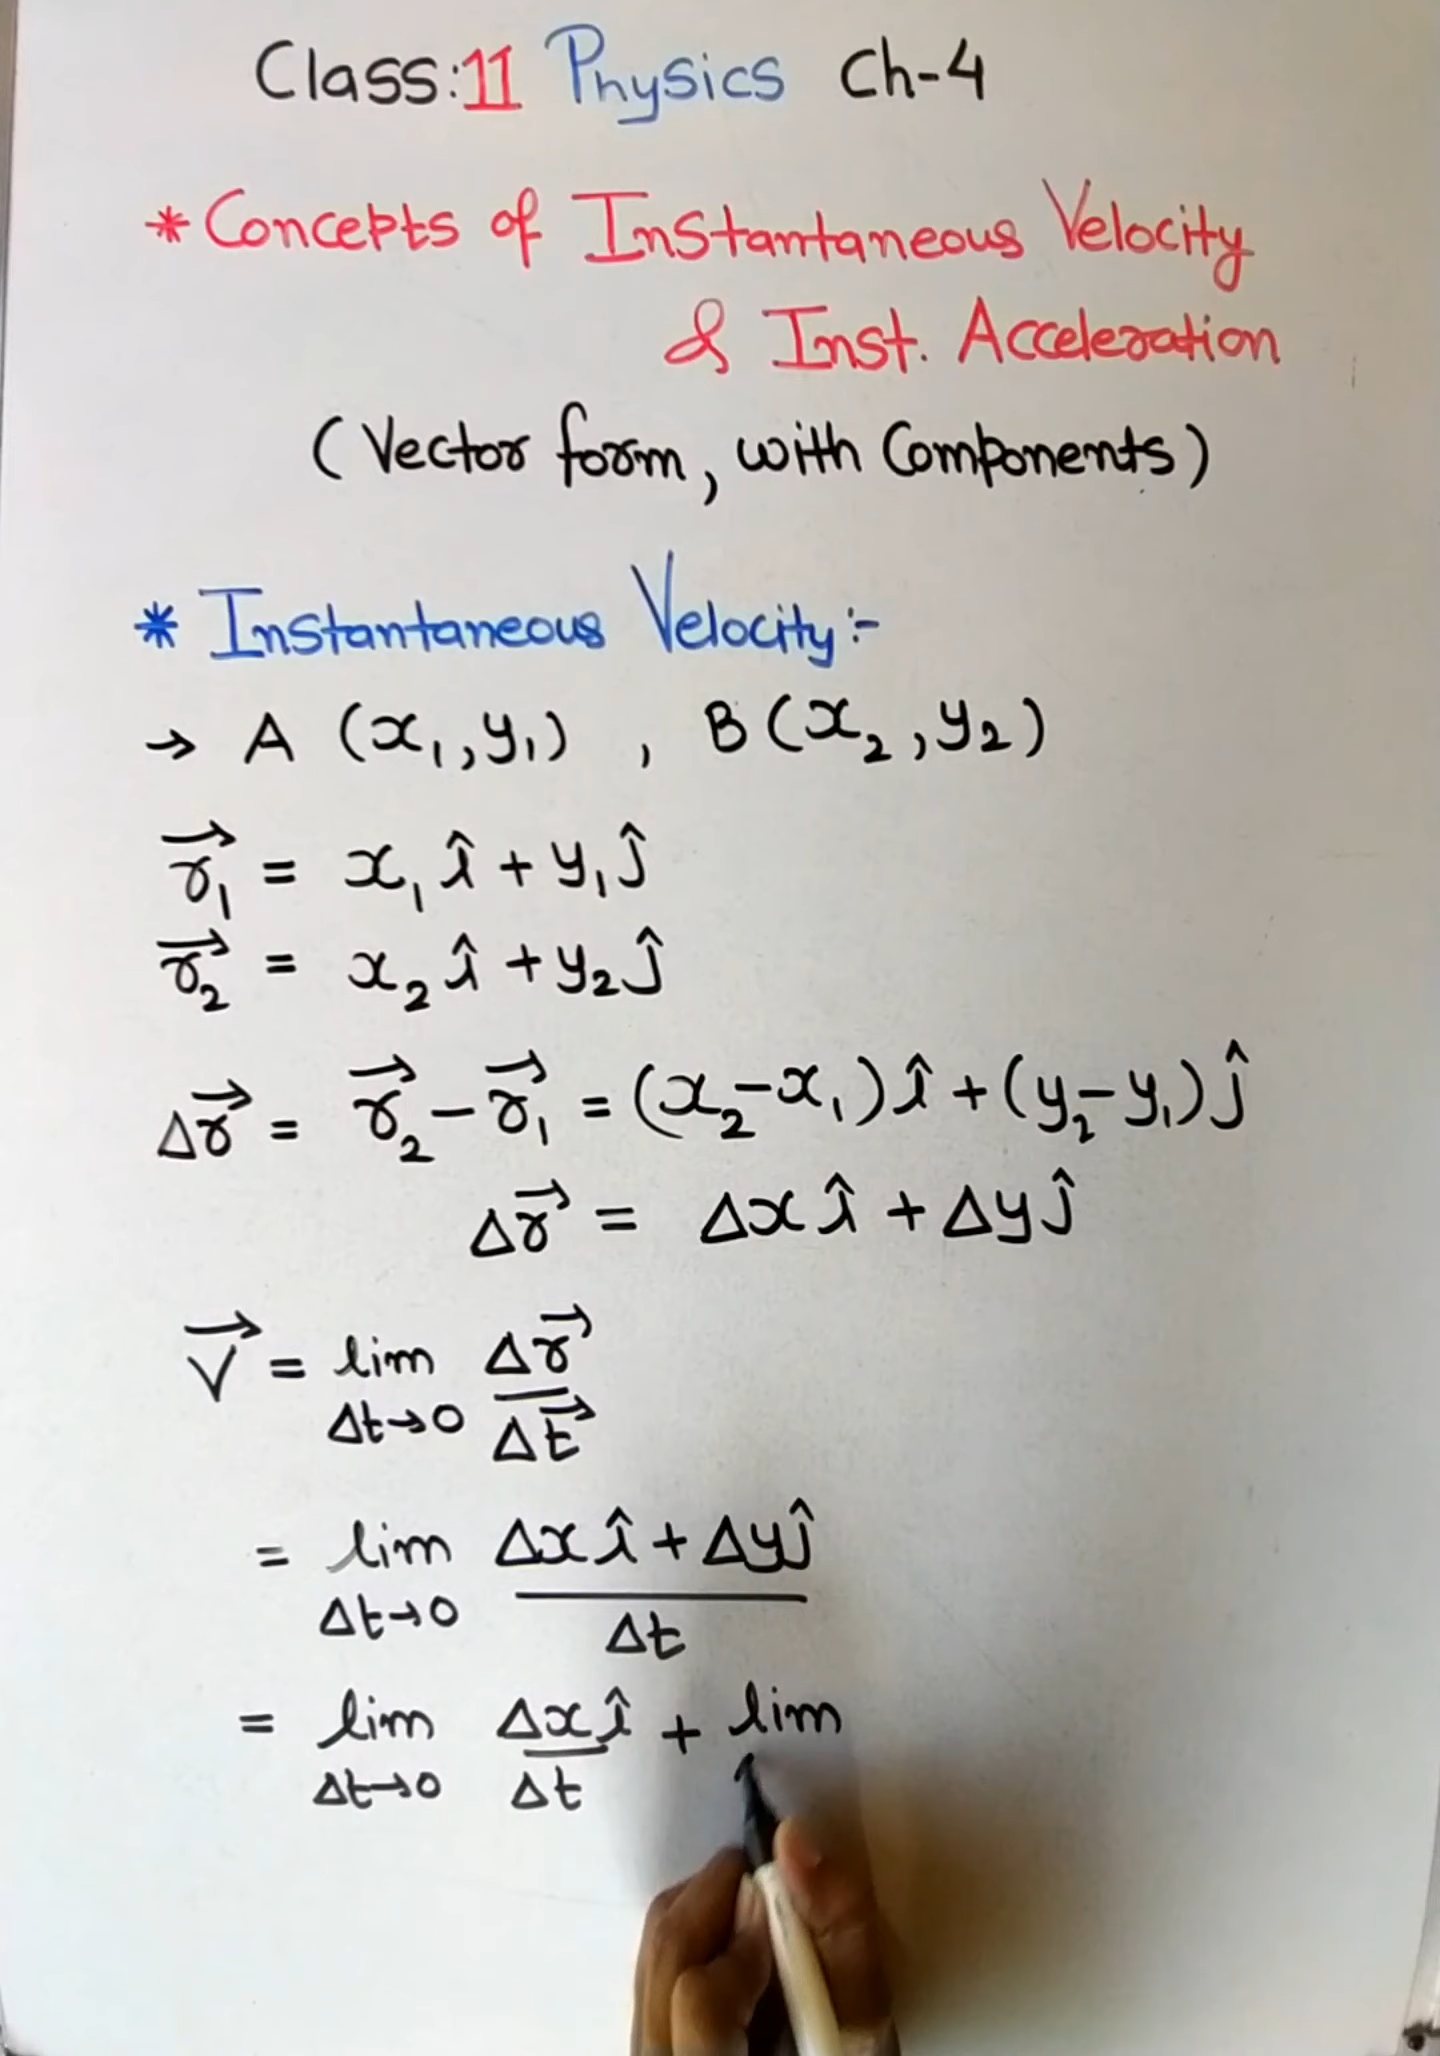 Class:11 Physics Ch-4
* Concepts of Instantaneous Velocity
& Inst. Acceleration
(Vector form, with Components)
* Instantaneous Velocity:-
→ A (x₁,y₁) , B(x₂,y₂)
r⃗₁ = x₁ î + y₁ ĵ
r⃗₂ = x₂ î + y₂ ĵ
Δr⃗ = r⃗₂ - r⃗₁ = (x₂-x₁) î + (y₂-y₁) ĵ
Δr⃗ = Δx î + Δy ĵ
V⃗ = lim Δr⃗
Δt→0 Δt⃗
= lim Δx î + Δy ĵ
Δt→0 Δt
= lim Δx î + lim
Δt→0 Δt